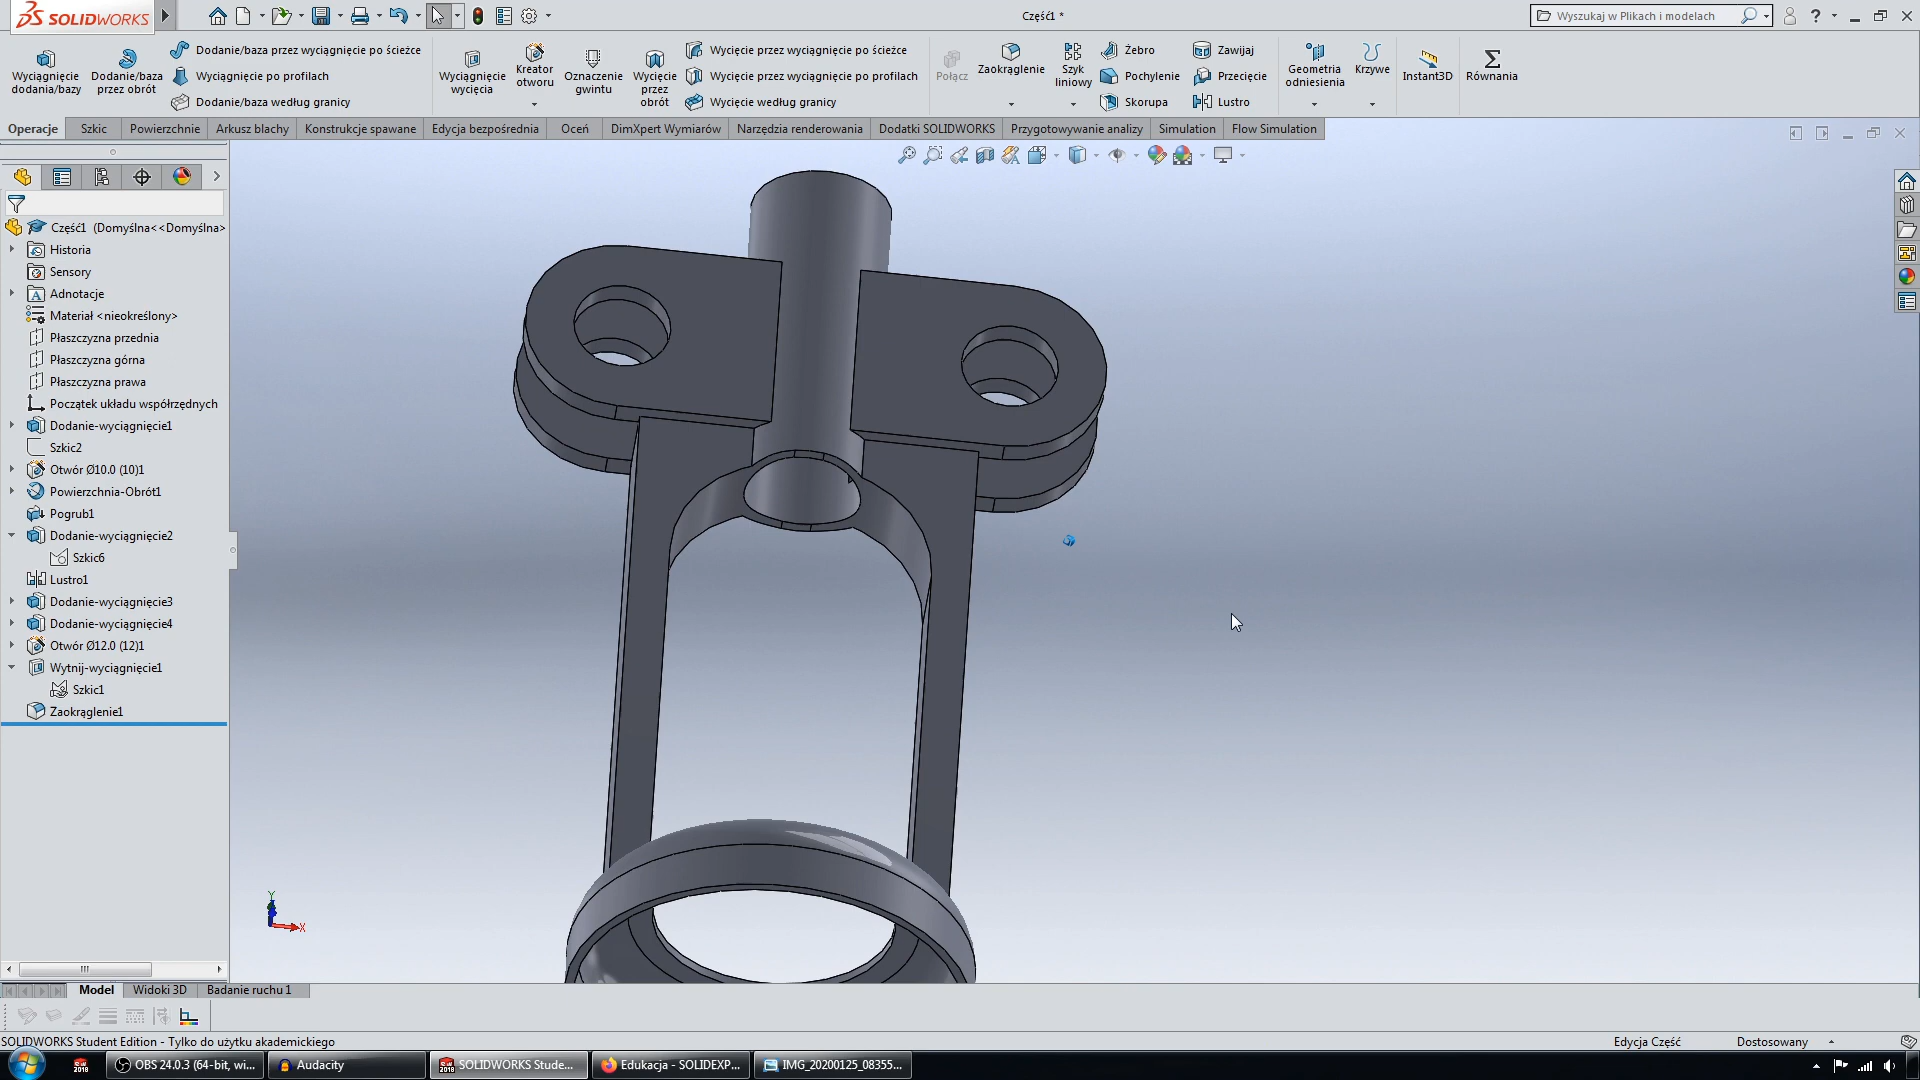 SOLIDWORKS
Część1 *
Wyszukaj w Plikach i modelach
Wyciągnięcie dodania/bazy
Dodanie/baza przez obrót
Dodanie/baza przez wyciągnięcie po ścieżce
Wyciągnięcie po profilach
Dodanie/baza według granicy
Wyciągnięcie wycięcia
Kreator otworu
Oznaczenie gwintu
Wycięcie przez obrót
Wycięcie przez wyciągnięcie po ścieżce
Wycięcie przez wyciągnięcie po profilach
Wycięcie według granicy
Połącz
Zaokrąglenie
Szyk liniowy
Żebro
Pochylenie
Skorupa
Zawijaj
Przecięcie
Lustro
Geometria odniesienia
Krzywe
Instant3D
Równania
Operacje Szkic Powierzchnie Arkusz blachy Konstrukcje spawane Edycja bezpośrednia Oceń DimXpert Wymiarów Narzędzia renderowania Dodatki SOLIDWORKS Przygotowywanie analizy Simulation Flow Simulation
Część1 (Domyślna<<Domyślna>
Historia
Sensory
Adnotacje
Materiał <nieokreślony>
Płaszczyzna przednia
Płaszczyzna górna
Płaszczyzna prawa
Początek układu współrzędnych
Dodanie-wyciągnięcie1
Szkic2
Otwór Ø10.0 (10)1
Powierzchnia-Obrót1
Pogrub1
Dodanie-wyciągnięcie2
Szkic6
Lustro1
Dodanie-wyciągnięcie3
Dodanie-wyciągnięcie4
Otwór Ø12.0 (12)1
Wytnij-wyciągnięcie1
Szkic1
Zaokrąglenie1
Y
X
Model Widoki 3D Badanie ruchu 1
SOLIDWORKS Student Edition - Tylko do użytku akademickiego
Edycja Część Dostosowany
SW 2018
OBS 24.0.3 (64-bit, wi...
Audacity
SW 2018
SOLIDWORKS Stude...
Edukacja - SOLIDEXP...
IMG_20200125_08355...